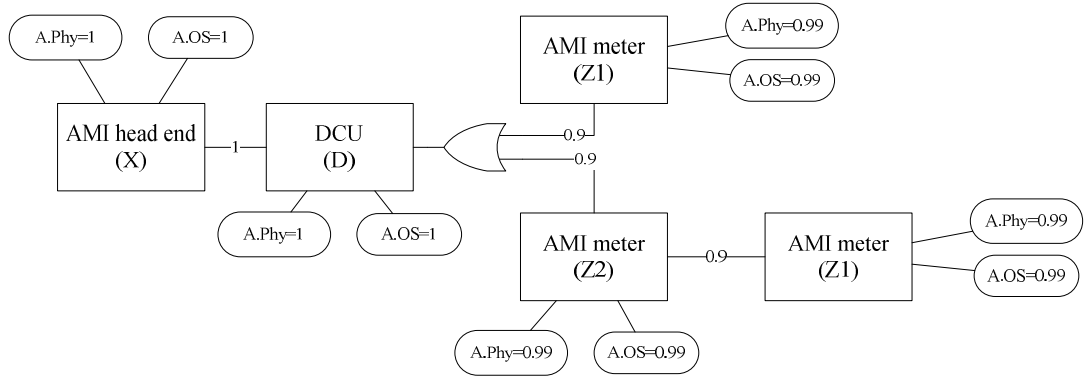 A.Phy=1
A.OS=1
AMI head end
(X)
1
DCU
(D)
A.Phy=1
A.OS=1
AMI meter
(Z1)
A.Phy=0.99
A.OS=0.99
0.9
0.9
AMI meter
(Z2)
A.Phy=0.99
A.OS=0.99
0.9
AMI meter
(Z1)
A.Phy=0.99
A.OS=0.99